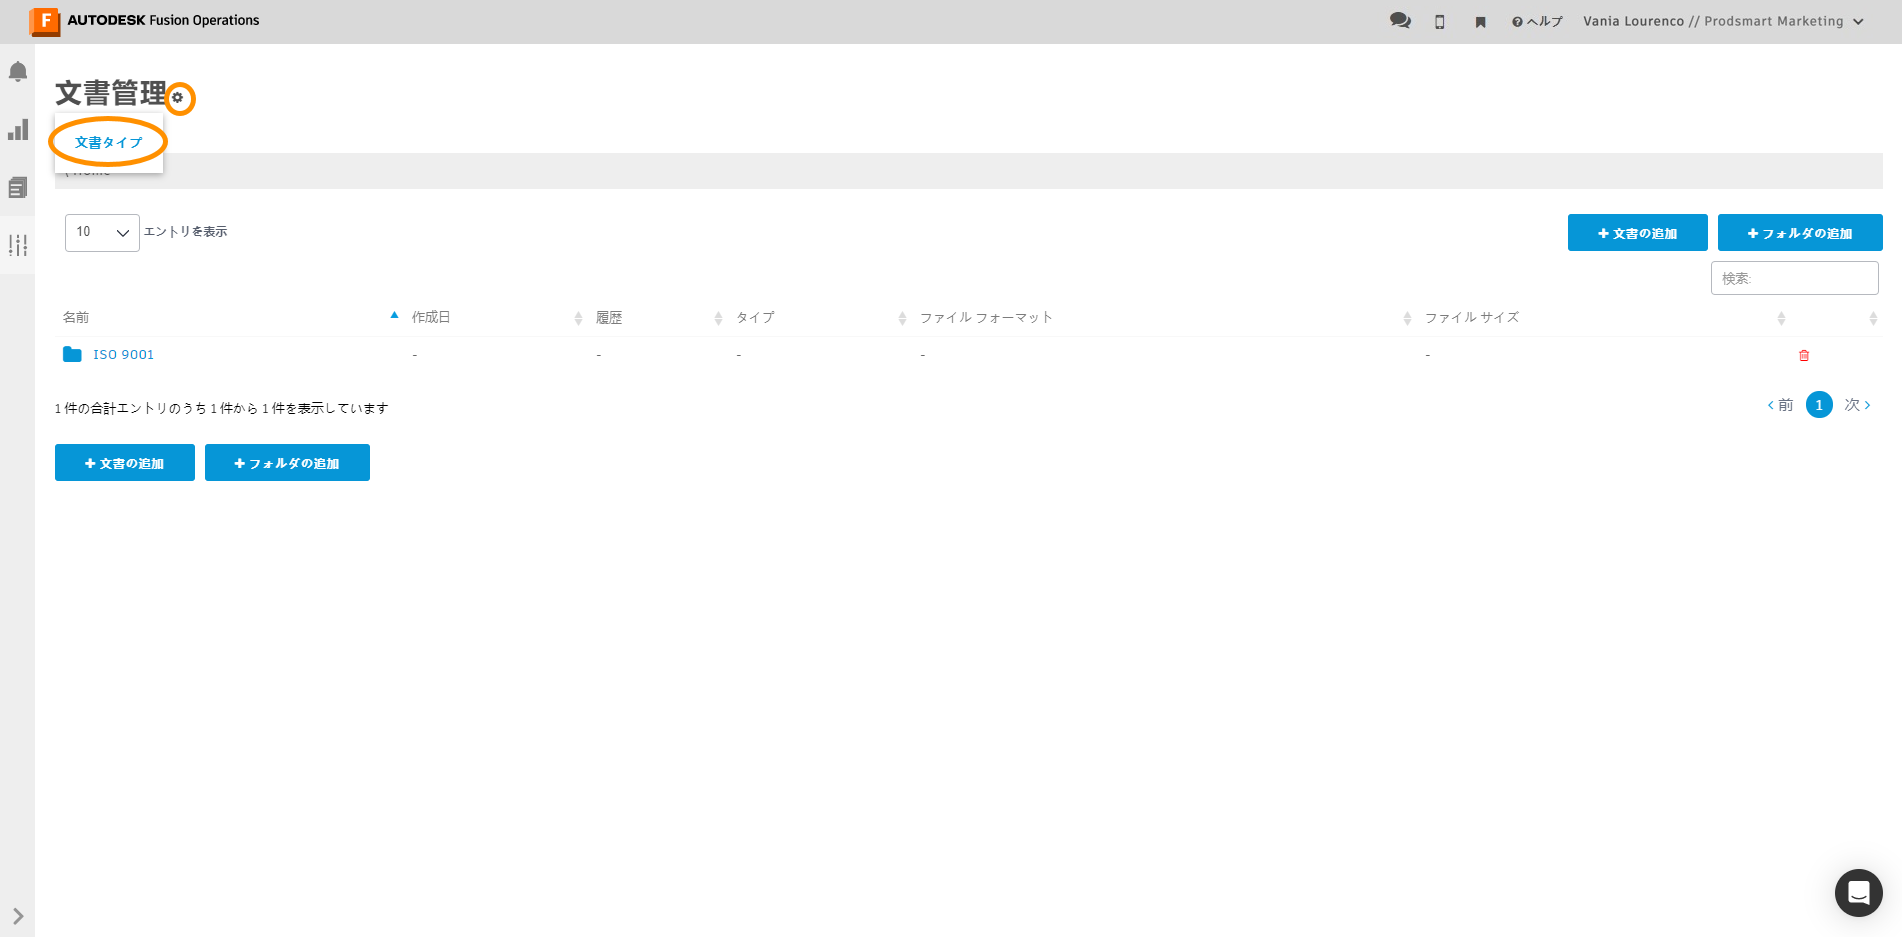 F AUTODESK Fusion Operations
ヘルプ Vania Lourenco // Prodsmart Marketing
文書管理
文書タイプ
Home
10 エントリを表示
文書の追加 フォルダの追加
検索:
名前 作成日 履歴 タイプ ファイル フォーマット ファイル サイズ
ISO 9001 - - - - -
1 件の合計エントリのうち 1 件から 1 件を表示しています
前 1 次
文書の追加 フォルダの追加